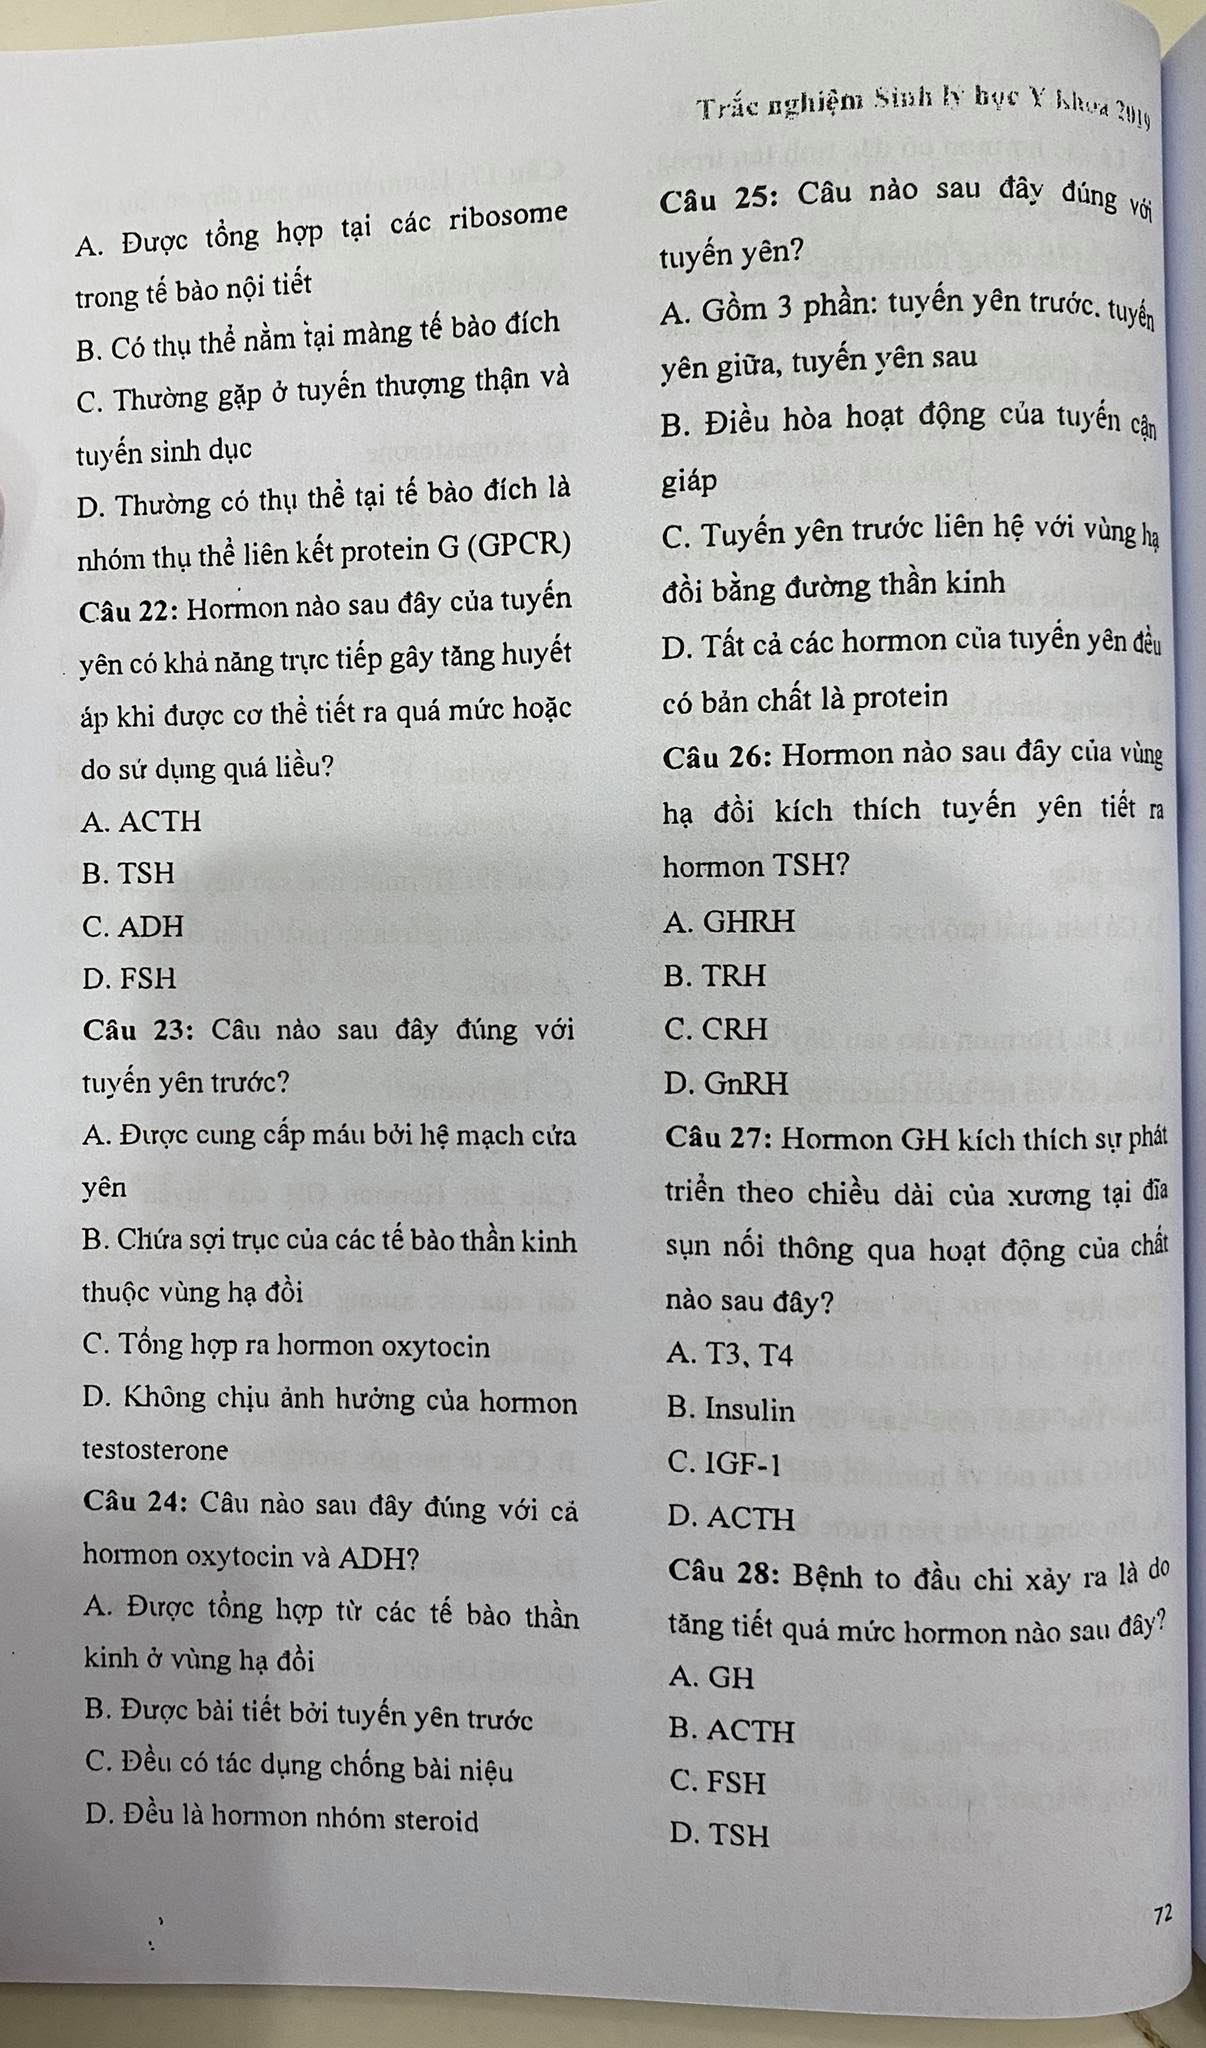 Trắc nghiệm Sinh lý học Y khoa 2019
A. Được tổng hợp tại các ribosome
trong tế bào nội tiết
B. Có thụ thể nằm tại màng tế bào đích
C. Thường gặp ở tuyến thượng thận và
tuyến sinh dục
D. Thường có thụ thể tại tế bào đích là
nhóm thụ thể liên kết protein G (GPCR)
Câu 22: Hormon nào sau đây của tuyến
yên có khả năng trực tiếp gây tăng huyết
áp khi được cơ thể tiết ra quá mức hoặc
do sử dụng quá liều?
A. ACTH
B. TSH
C. ADH
D. FSH
Câu 23: Câu nào sau đây đúng với
tuyến yên trước?
A. Được cung cấp máu bởi hệ mạch cửa
yên
B. Chứa sợi trục của các tế bào thần kinh
thuộc vùng hạ đồi
C. Tổng hợp ra hormon oxytocin
D. Không chịu ảnh hưởng của hormon
testosterone
Câu 24: Câu nào sau đây đúng với cả
hormon oxytocin và ADH?
A. Được tổng hợp từ các tế bào thần
kinh ở vùng hạ đồi
B. Được bài tiết bởi tuyến yên trước
C. Đều có tác dụng chống bài niệu
D. Đều là hormon nhóm steroid
Câu 25: Câu nào sau đây đúng với
tuyến yên?
A. Gồm 3 phần: tuyến yên trước. tuyến
yên giữa, tuyến yên sau
B. Điều hòa hoạt động của tuyến cận
giáp
C. Tuyến yên trước liên hệ với vùng hạ
đồi bằng đường thần kinh
D. Tất cả các hormon của tuyến yên đều
có bản chất là protein
Câu 26: Hormon nào sau đây của vùng
hạ đồi kích thích tuyến yên tiết ra
hormon TSH?
A. GHRH
B. TRH
C. CRH
D. GnRH
Câu 27: Hormon GH kích thích sự phát
triển theo chiều dài của xương tại đĩa
sụn nối thông qua hoạt động của chất
nào sau đây?
A. T3, T4
B. Insulin
C. IGF-1
D. ACTH
Câu 28: Bệnh to đầu chi xảy ra là do
tăng tiết quá mức hormon nào sau đây?
A. GH
B. ACTH
C. FSH
D. TSH
72